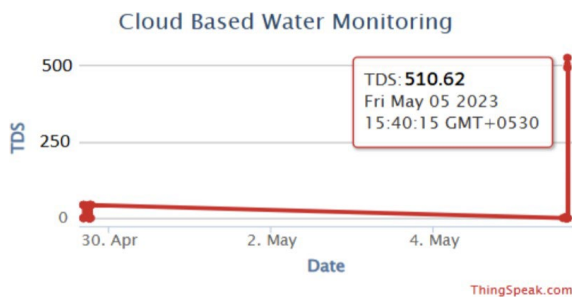 Cloud Based Water Monitoring
500
250
0
TDS
TDS: 510.62
Fri May 05 2023
15:40:15 GMT+0530
30. Apr
2. May
4. May
Date
ThingSpeak.com